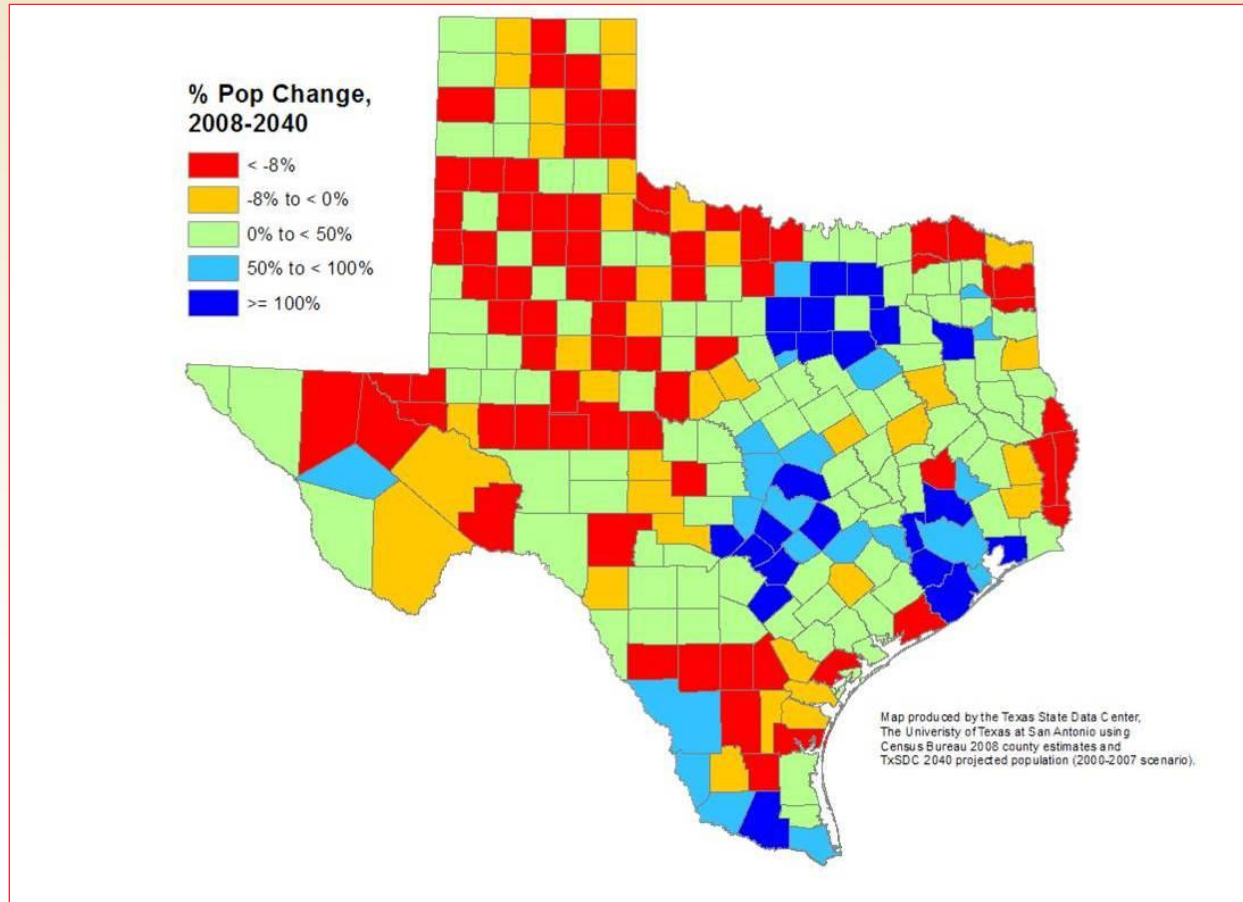 % Pop Change,
2008-2040
< -8%
-8% to < 0%
0% to < 50%
50% to < 100%
>= 100%
Map produced by the Texas State Data Center,
The Univeristy of Texas at San Antonio using
Census Bureau 2008 county estimates and
TxSDC 2040 projected population (2000-2007 scenario).